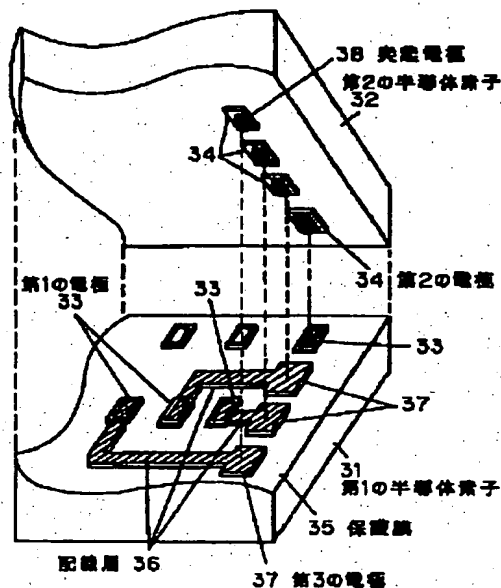 38 突起電極
第2の半導体素子
32
34
34 第2の電極
第1の電極
33
33
33
37
31
第1の半導体素子
35 保護膜
配線層 36
37 第3の電極